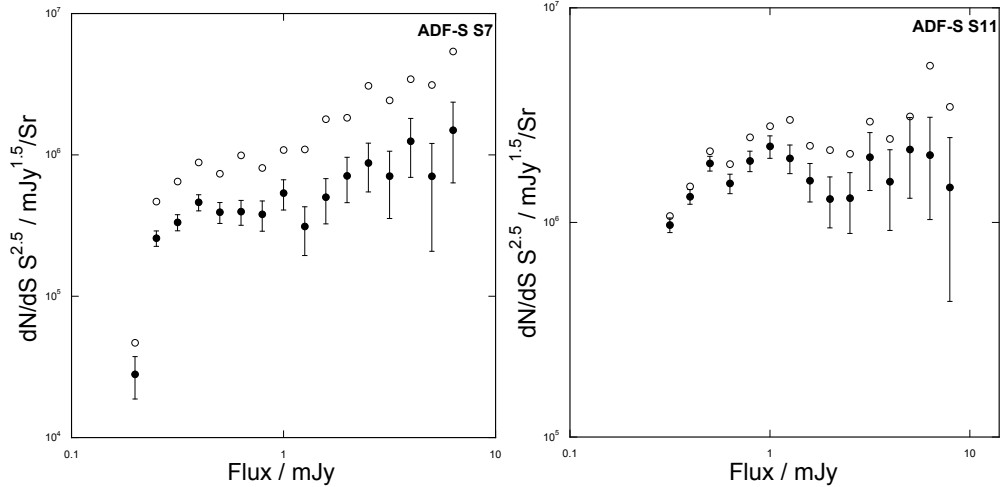 10^7
ADF-S S7
10^6
10^5
10^4
dN/dS S^2.5 / mJy^1.5/Sr
0.1
1
10
Flux / mJy
10^7
ADF-S S11
10^6
10^5
dN/dS S^2.5 / mJy^1.5/Sr
0.1
1
10
Flux / mJy